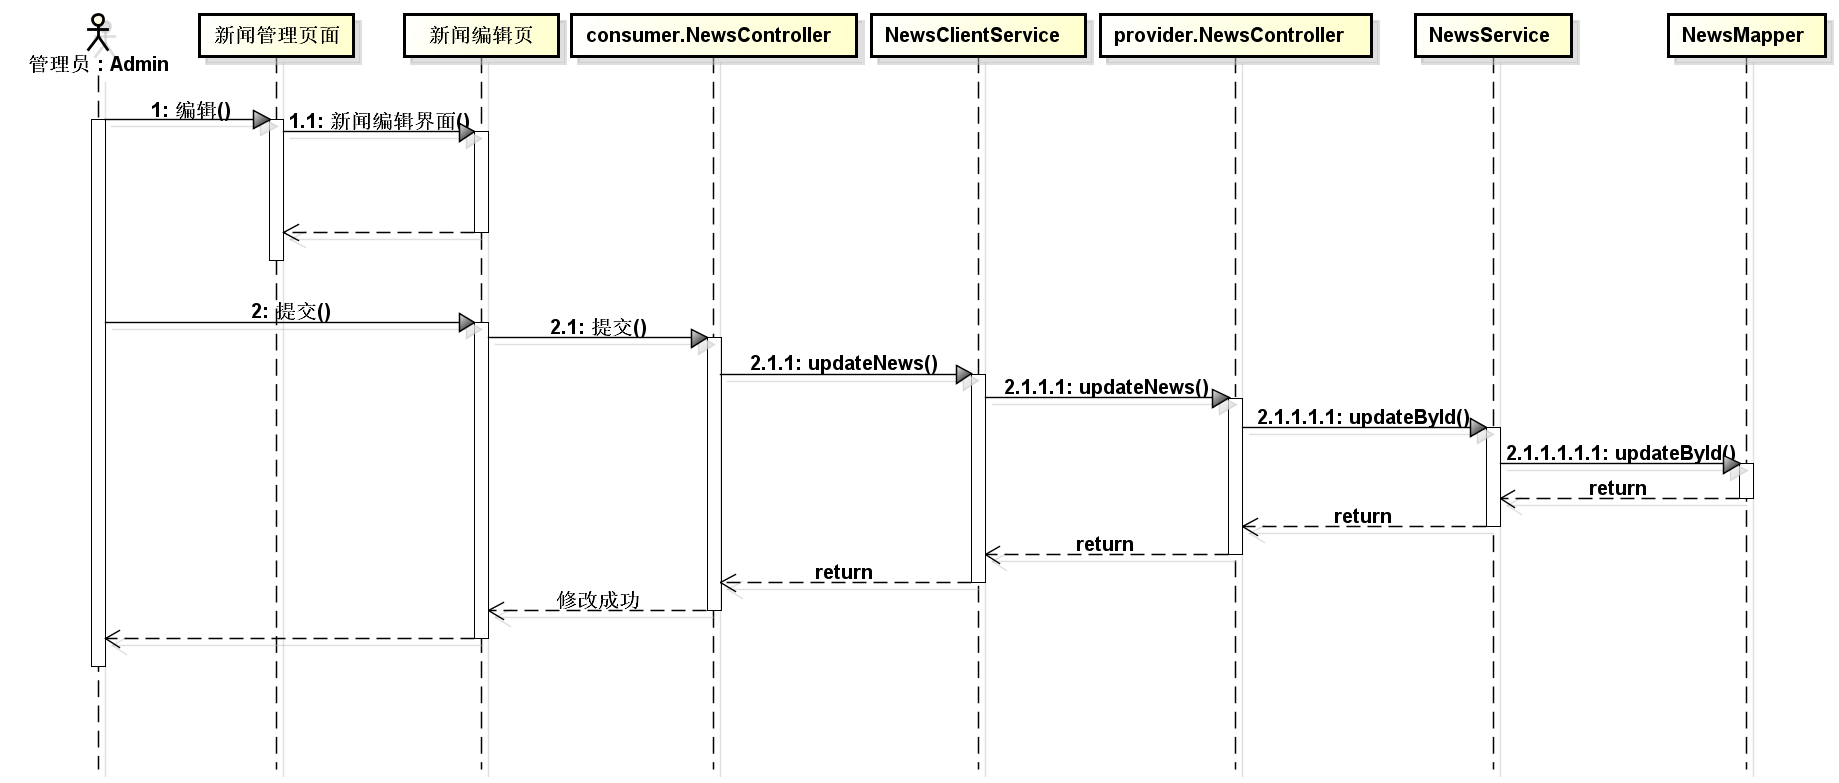 管理员 : Admin
新闻管理页面
新闻编辑页
consumer.NewsController
NewsClientService
provider.NewsController
NewsService
NewsMapper
1: 编辑()
1.1: 新闻编辑界面()
2: 提交()
2.1: 提交()
2.1.1: updateNews()
2.1.1.1: updateNews()
2.1.1.1.1: updateById()
2.1.1.1.1.1: updateById()
return
return
return
return
修改成功